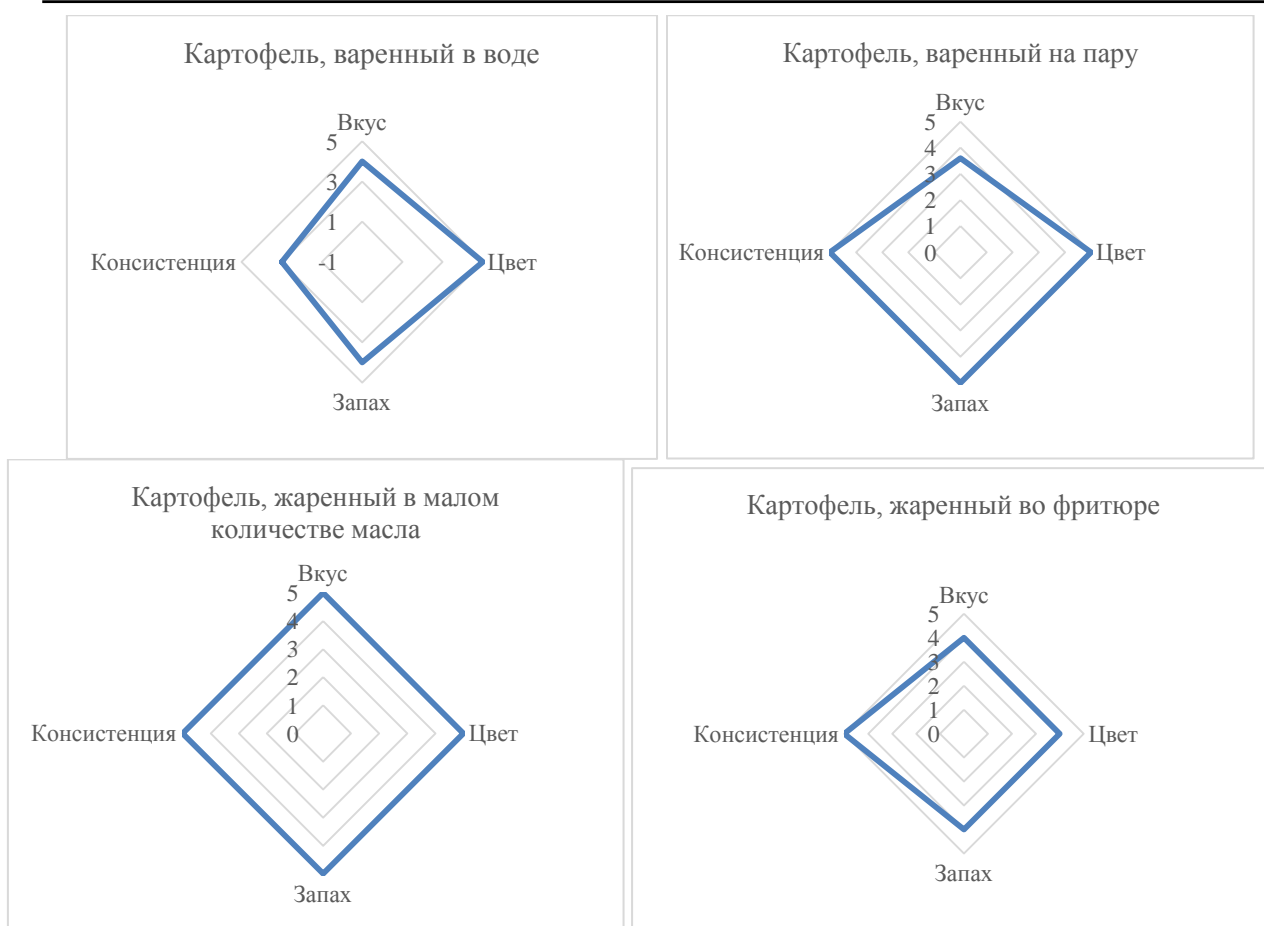 Картофель, варенный в воде
Вкус
5
3
1
-1
Консистенция
Цвет
Запах
Картофель, варенный на пару
Вкус
5
4
3
2
1
0
Консистенция
Цвет
Запах
Картофель, жаренный в малом
количестве масла
Вкус
5
4
3
2
1
0
Консистенция
Цвет
Запах
Картофель, жаренный во фритюре
Вкус
5
4
3
2
1
0
Консистенция
Цвет
Запах